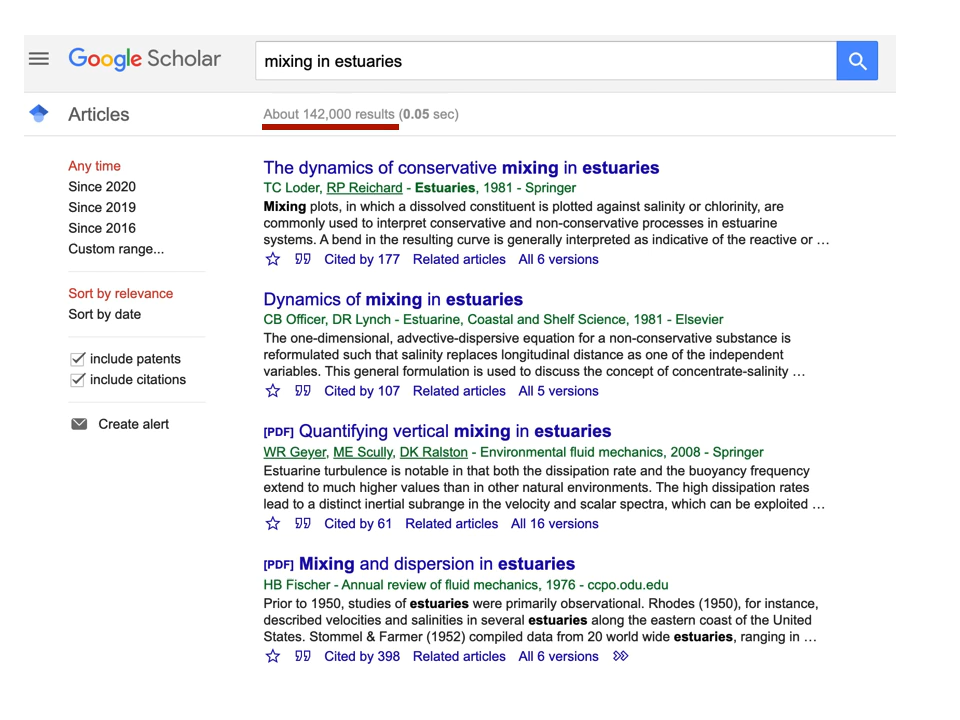 Google Scholar
mixing in estuaries
Articles
About 142,000 results (0.05 sec)
Any time
Since 2020
Since 2019
Since 2016
Custom range...
Sort by relevance
Sort by date
include patents
include citations
Create alert
The dynamics of conservative mixing in estuaries
TC Loder, RP Reichard - Estuaries, 1981 - Springer
Mixing plots, in which a dissolved constituent is plotted against salinity or chlorinity, are
commonly used to interpret conservative and non-conservative processes in estuarine
systems. A bend in the resulting curve is generally interpreted as indicative of the reactive or …
Cited by 177 Related articles All 6 versions
Dynamics of mixing in estuaries
CB Officer, DR Lynch - Estuarine, Coastal and Shelf Science, 1981 - Elsevier
The one-dimensional, advective-dispersive equation for a non-conservative substance is
reformulated such that salinity replaces longitudinal distance as one of the independent
variables. This general formulation is used to discuss the concept of concentrate-salinity …
Cited by 107 Related articles All 5 versions
[PDF] Quantifying vertical mixing in estuaries
WR Geyer, ME Scully, DK Ralston - Environmental fluid mechanics, 2008 - Springer
Estuarine turbulence is notable in that both the dissipation rate and the buoyancy frequency
extend to much higher values than in other natural environments. The high dissipation rates
lead to a distinct inertial subrange in the velocity and scalar spectra, which can be exploited …
Cited by 61 Related articles All 16 versions
[PDF] Mixing and dispersion in estuaries
HB Fischer - Annual review of fluid mechanics, 1976 - ccpo.odu.edu
Prior to 1950, studies of estuaries were primarily observational. Rhodes (1950), for instance,
described velocities and salinities in several estuaries along the eastern coast of the United
States. Stommel & Farmer (1952) compiled data from 20 world wide estuaries, ranging in …
Cited by 398 Related articles All 6 versions